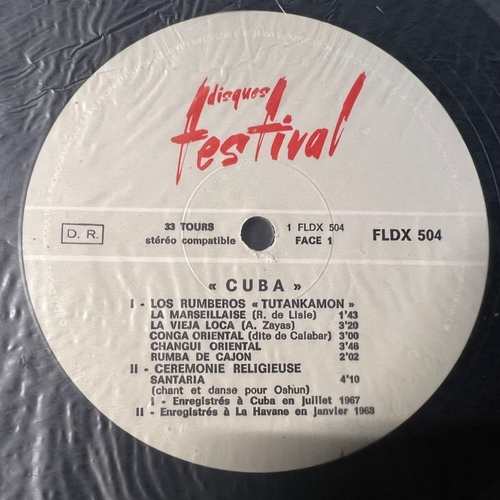 disques
festival
D. R.
33 TOURS
stéréo compatible
1 FLDX 504
FACE 1
FLDX 504
« CUBA »
I - LOS RUMBEROS « TUTANKAMON »
LA MARSEILLAISE (R. de Lisle) 1'43
LA VIEJA LOCA (A. Zayas) 3'20
CONGA ORIENTAL (dite de Calabar) 3'00
CHANGUI ORIENTAL 3'46
RUMBA DE CAJON 2'02
II - CEREMONIE RELIGIEUSE
SANTARIA 4'10
(chant et danse pour Oshun)
I - Enregistrés à Cuba en juillet 1967
II - Enregistrés à La Havane en janvier 1968